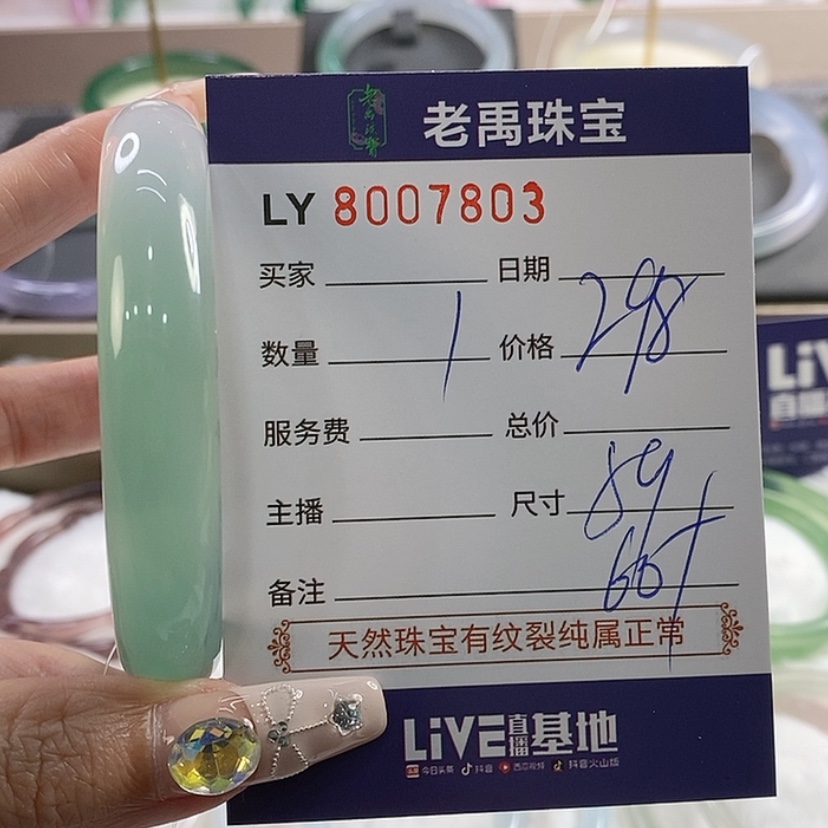 老禹珠宝
LY 8007803
买家 日期
数量 1 价格 298
服务费 总价
主播 尺寸 59
备注 66+
天然珠宝有纹裂纯属正常
LiVE直播基地
今日头条 抖音 西瓜视频 抖音火山版
LiV
直播